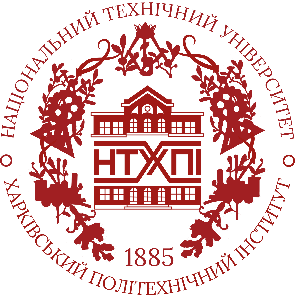 НАЦІОНАЛЬНИЙ ТЕХНІЧНИЙ УНІВЕРСИТЕТ
НТХПІ
1885
ХАРКІВСЬКИЙ ПОЛІТЕХНІЧНИЙ ІНСТИТУТ